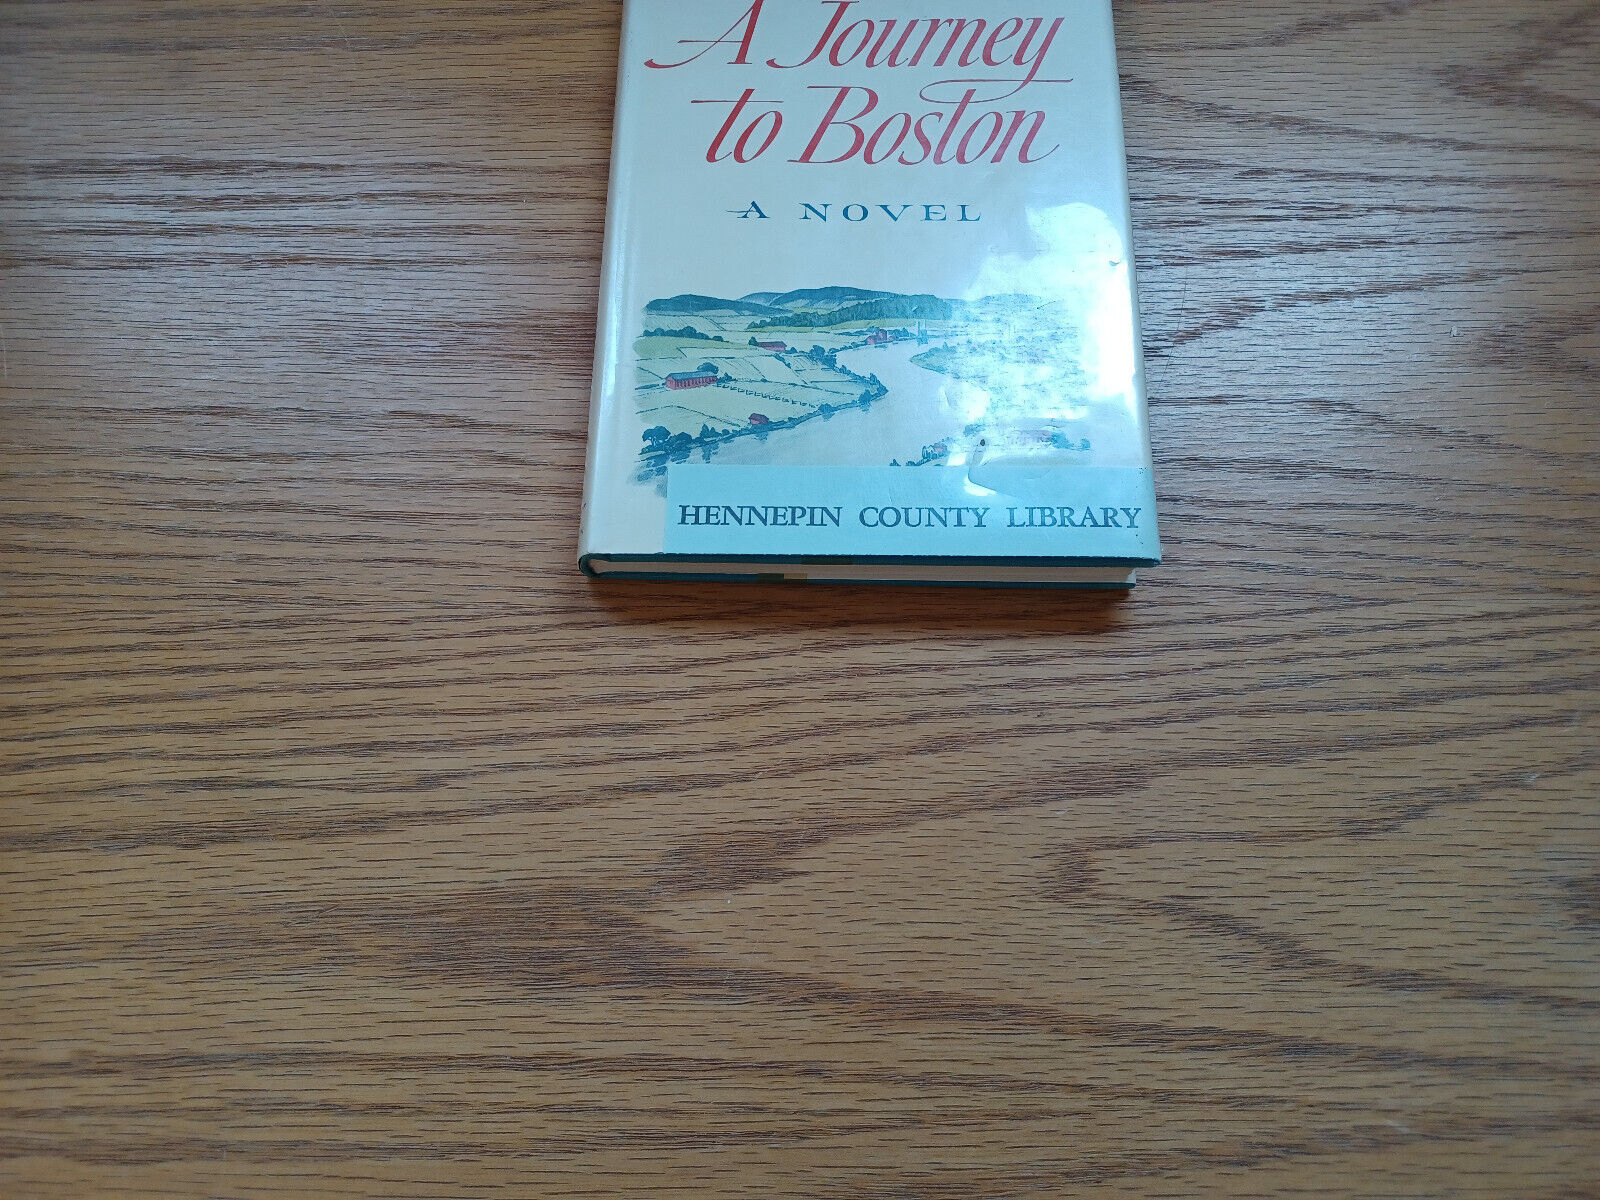 A Journey
to Boston
A NOVEL
HENNEPIN COUNTY LIBRARY